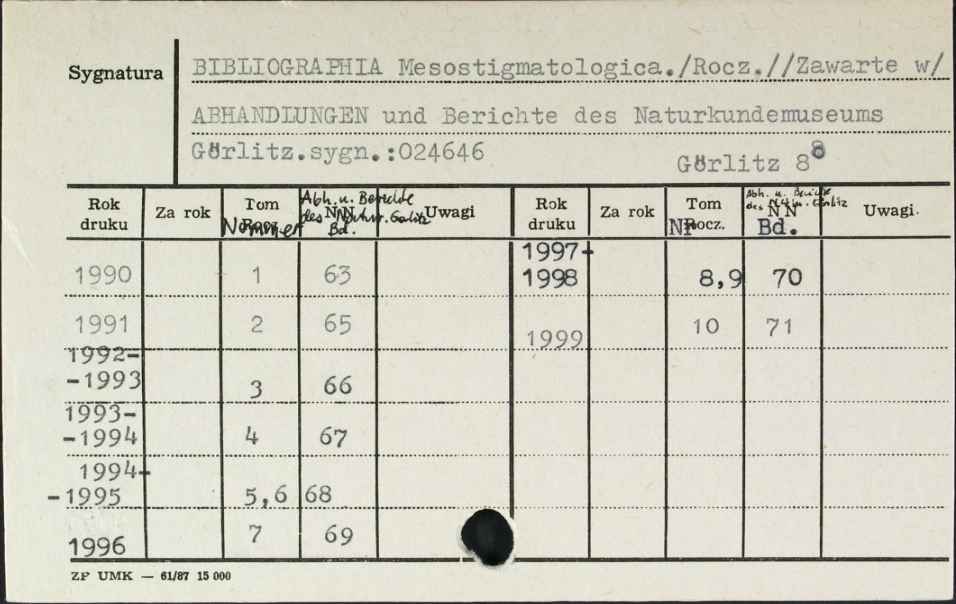 Sygnatura
BIBLIOGRAPHIA Mesostigmatologica./Rocz.//Zawarte w/
ABHANDLUNGEN und Berichte des Naturkundemuseums
Görlitz.sygn.:024646
Görlitz 88
Rok druku Za rok Tom Rocz. Nummer Abh. u. Berichte des Naturk. Görlitz NN Bd. Uwagi Rok druku Za rok Tom Rocz. Nr Abh. u. Berichte des Görlitz NN Bd. Uwagi.
1990 1 63 1997-1998 8,9 70
1991 2 65 1999 10 71
1992-
-1993 3 66
1993-
-1994 4 67
1994-
-1995 5,6 68
1996 7 69
ZP UMK — 61/87 15 000